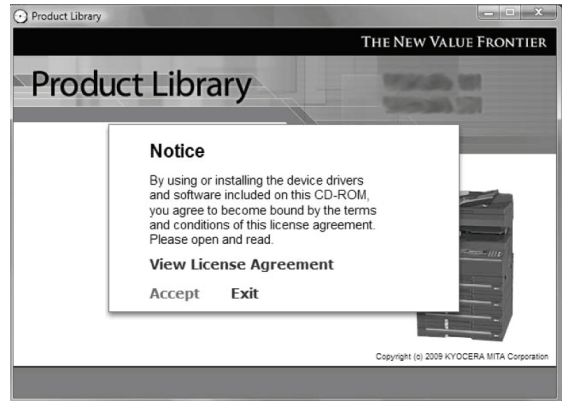 Product Library
THE NEW VALUE FRONTIER
Product Library
Notice
By using or installing the device drivers
and software included on this CD-ROM,
you agree to become bound by the terms
and conditions of this license agreement.
Please open and read.
View License Agreement
Accept Exit
Copyright (c) 2009 KYOCERA MITA Corporation